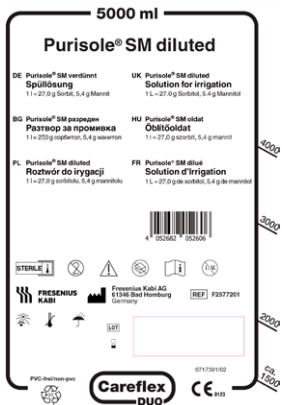 5000 ml
Purisole® SM diluted
DE Purisole® SM verdünnt
Spüllösung
1 l = 27,0 g Sorbit, 5,4 g Mannit
UK Purisole® SM diluted
Solution for irrigation
1 L = 27.0 g Sorbitol, 5.4 g Mannitol
BG Purisole® SM разреден
Разтвор за промивка
1 l = 27,0 g сорбитол, 5,4 g манитол
HU Purisole® SM oldat
Öblítőoldat
1 l = 27,0 g szorbit, 5,4 g mannit
PL Purisole® SM diluted
Roztwór do irygacji
1 l = 27,0 g sorbitolu, 5,4 g mannitolu
FR Purisole® SM dilué
Solution d'Irrigation
1 L = 27,0 g de sorbitol, 5,4 g de mannitol
4000
3000
2000
ca.
1500
4 052682 052606
STERILE
FRESENIUS
KABI
Fresenius Kabi AG
61346 Bad Homburg
Germany
REF F2577201
LOT
0717391/02
PVC-frei/non-pvc
Careflex
DUO
CE 0123